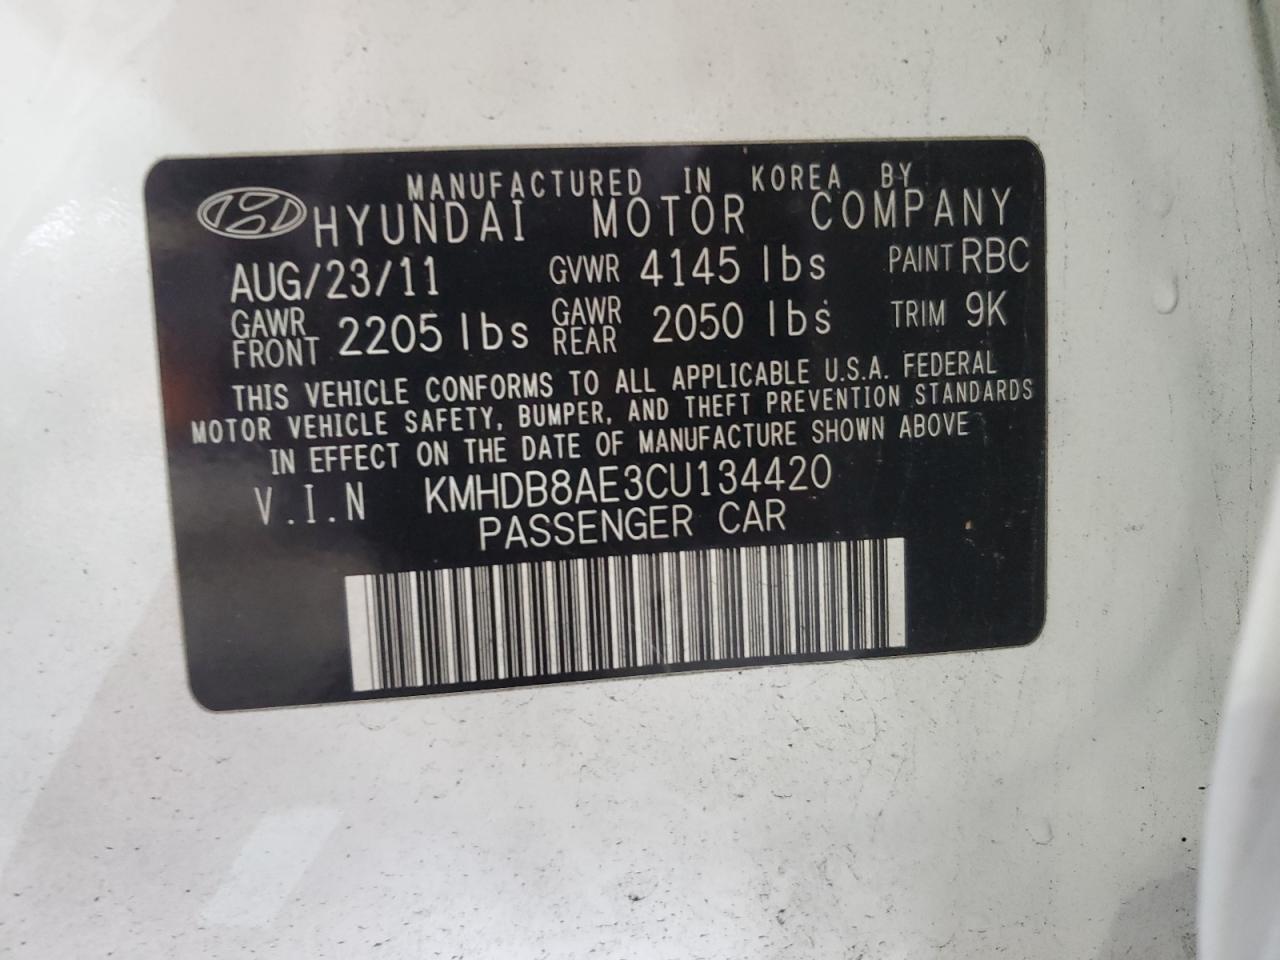 MANUFACTURED IN KOREA BY
HYUNDAI MOTOR COMPANY
AUG/23/11 GVWR 4145 lbs PAINT RBC
GAWR FRONT 2205 lbs GAWR REAR 2050 lbs TRIM 9K
THIS VEHICLE CONFORMS TO ALL APPLICABLE U.S.A. FEDERAL
MOTOR VEHICLE SAFETY, BUMPER, AND THEFT PREVENTION STANDARDS
IN EFFECT ON THE DATE OF MANUFACTURE SHOWN ABOVE
V.I.N KMHDB8AE3CU134420
PASSENGER CAR